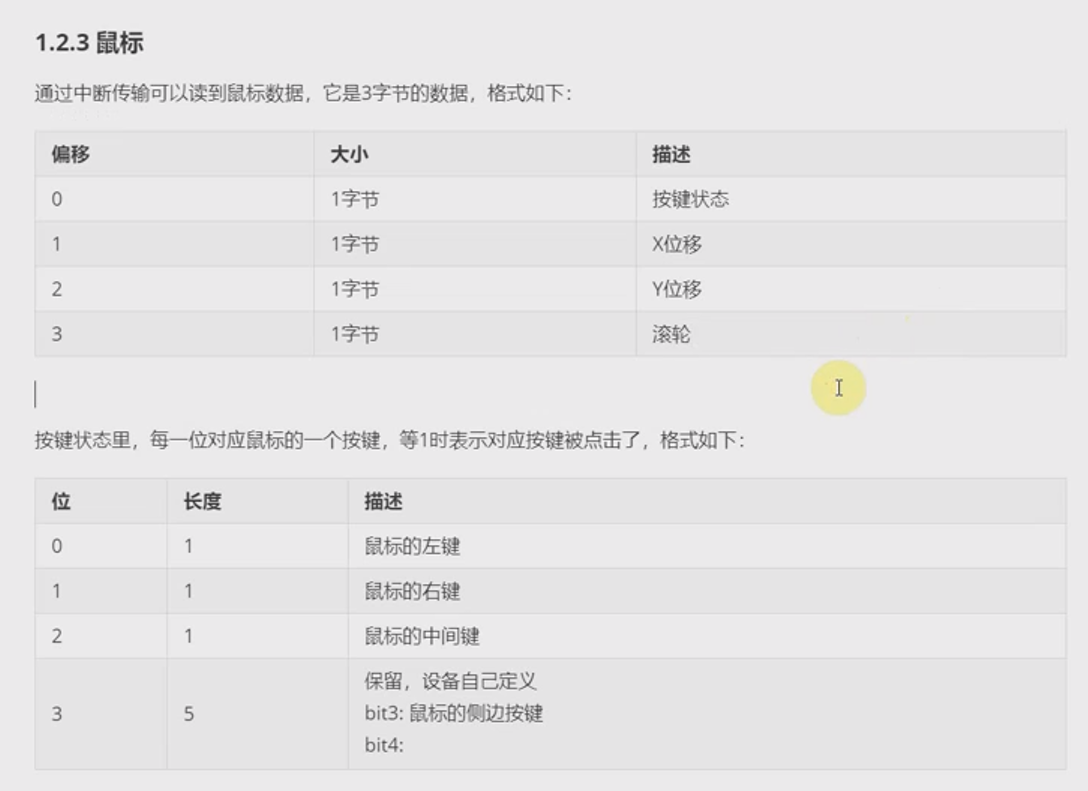 1.2.3 鼠标
通过中断传输可以读到鼠标数据，它是3字节的数据，格式如下：
偏移 大小 描述
0 1字节 按键状态
1 1字节 X位移
2 1字节 Y位移
3 1字节 滚轮
按键状态里，每一位对应鼠标的一个按键，等1时表示对应按键被点击了，格式如下：
位 长度 描述
0 1 鼠标的左键
1 1 鼠标的右键
2 1 鼠标的中间键
3 5 保留，设备自己定义
bit3: 鼠标的侧边按键
bit4: